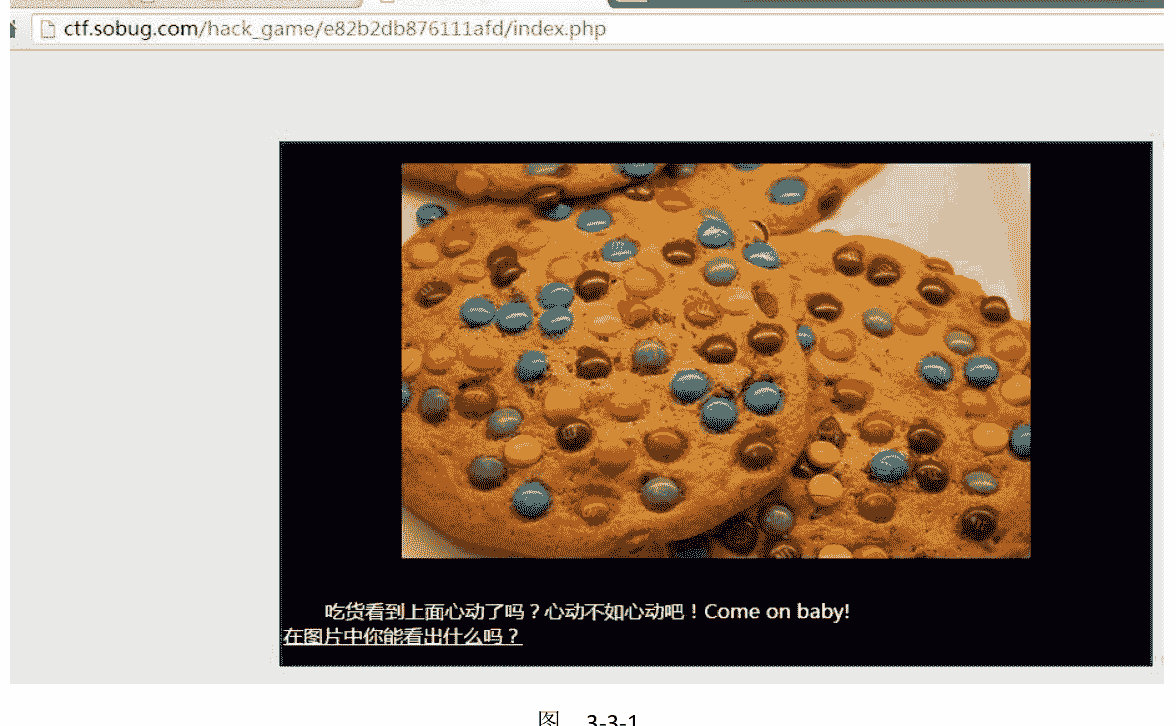 ctf.sobug.com/hack_game/e82b2db876111afd/index.php
吃货看到上面心动了吗？心动不如心动吧！Come on baby!
在图片中你能看出什么吗？
图 3-3-1